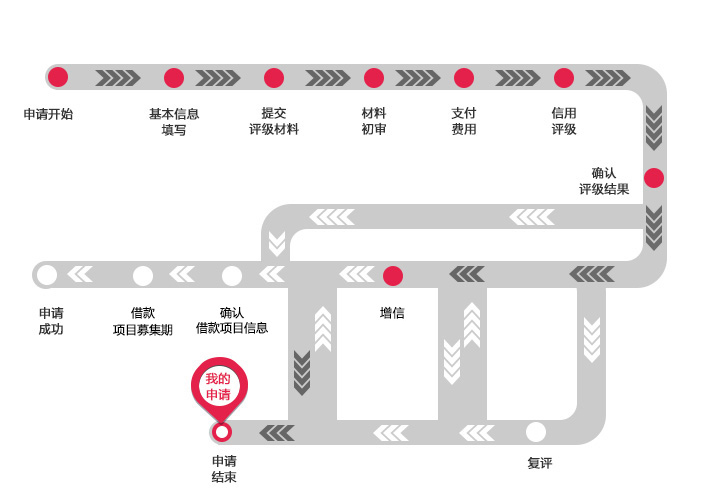 申请开始
基本信息
填写
提交
评级材料
材料
初审
支付
费用
信用
评级
确认
评级结果
申请
成功
借款
项目募集期
确认
借款项目信息
增信
我的
申请
申请
结束
复评